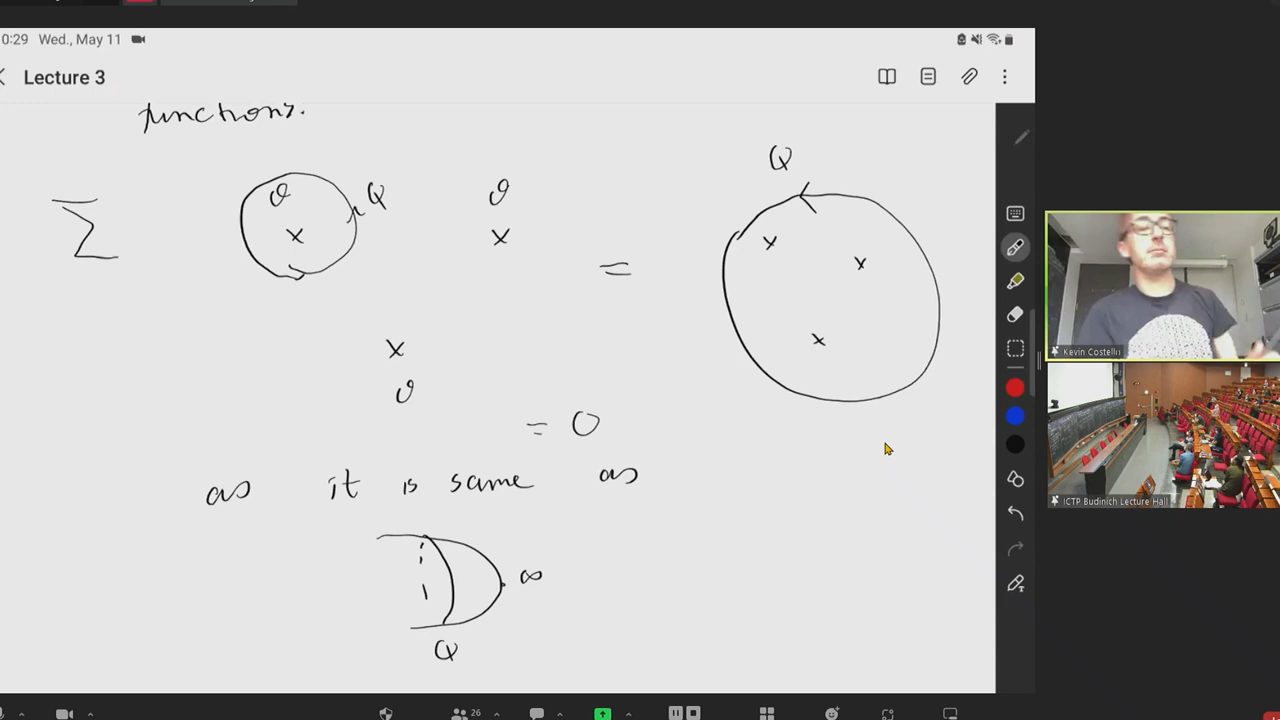 0:29 Wed., May 11
Lecture 3
functions.
Σ
Q
O Q
O
x
x
=
x
x
x
x
O
= 0
as it is same as
∞
Q
Kevin Costello
ICTP Budinich Lecture Hall
26